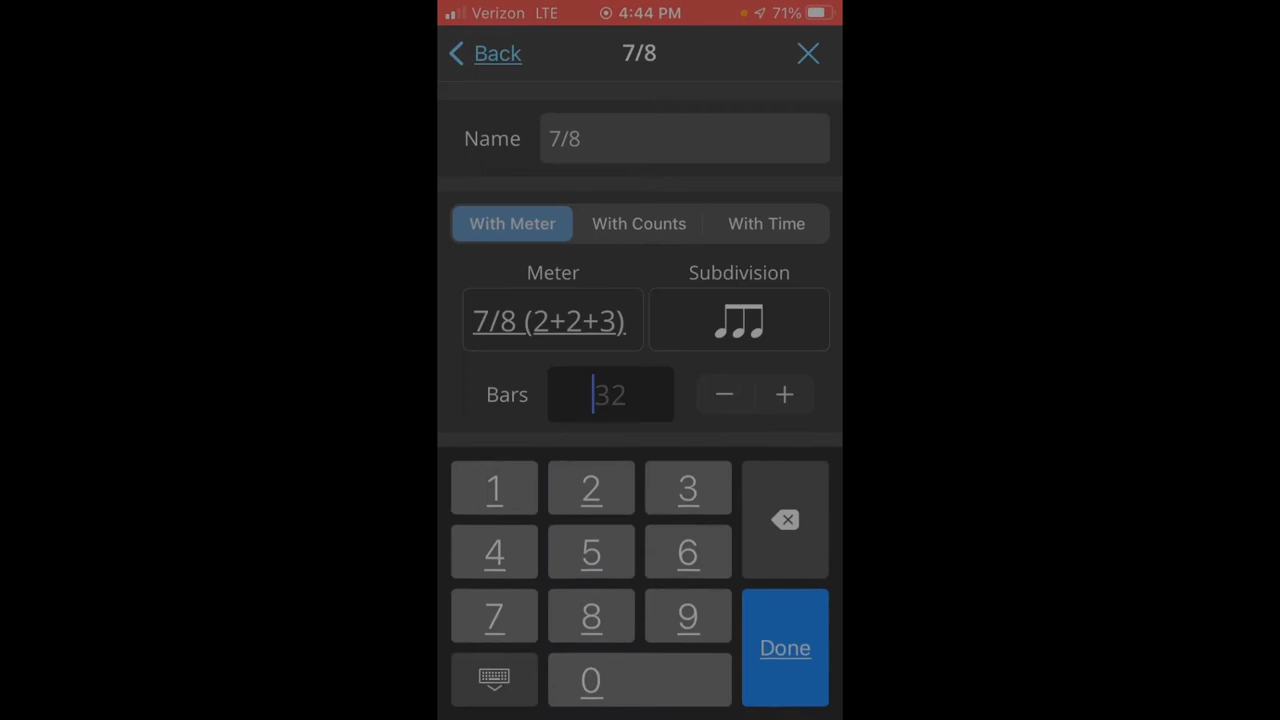 Verizon LTE 4:44 PM 71%
Back 7/8
Name 7/8
With Meter With Counts With Time
Meter Subdivision
7/8 (2+2+3)
Bars 32 − +
1 2 3
4 5 6
7 8 9
Done
0